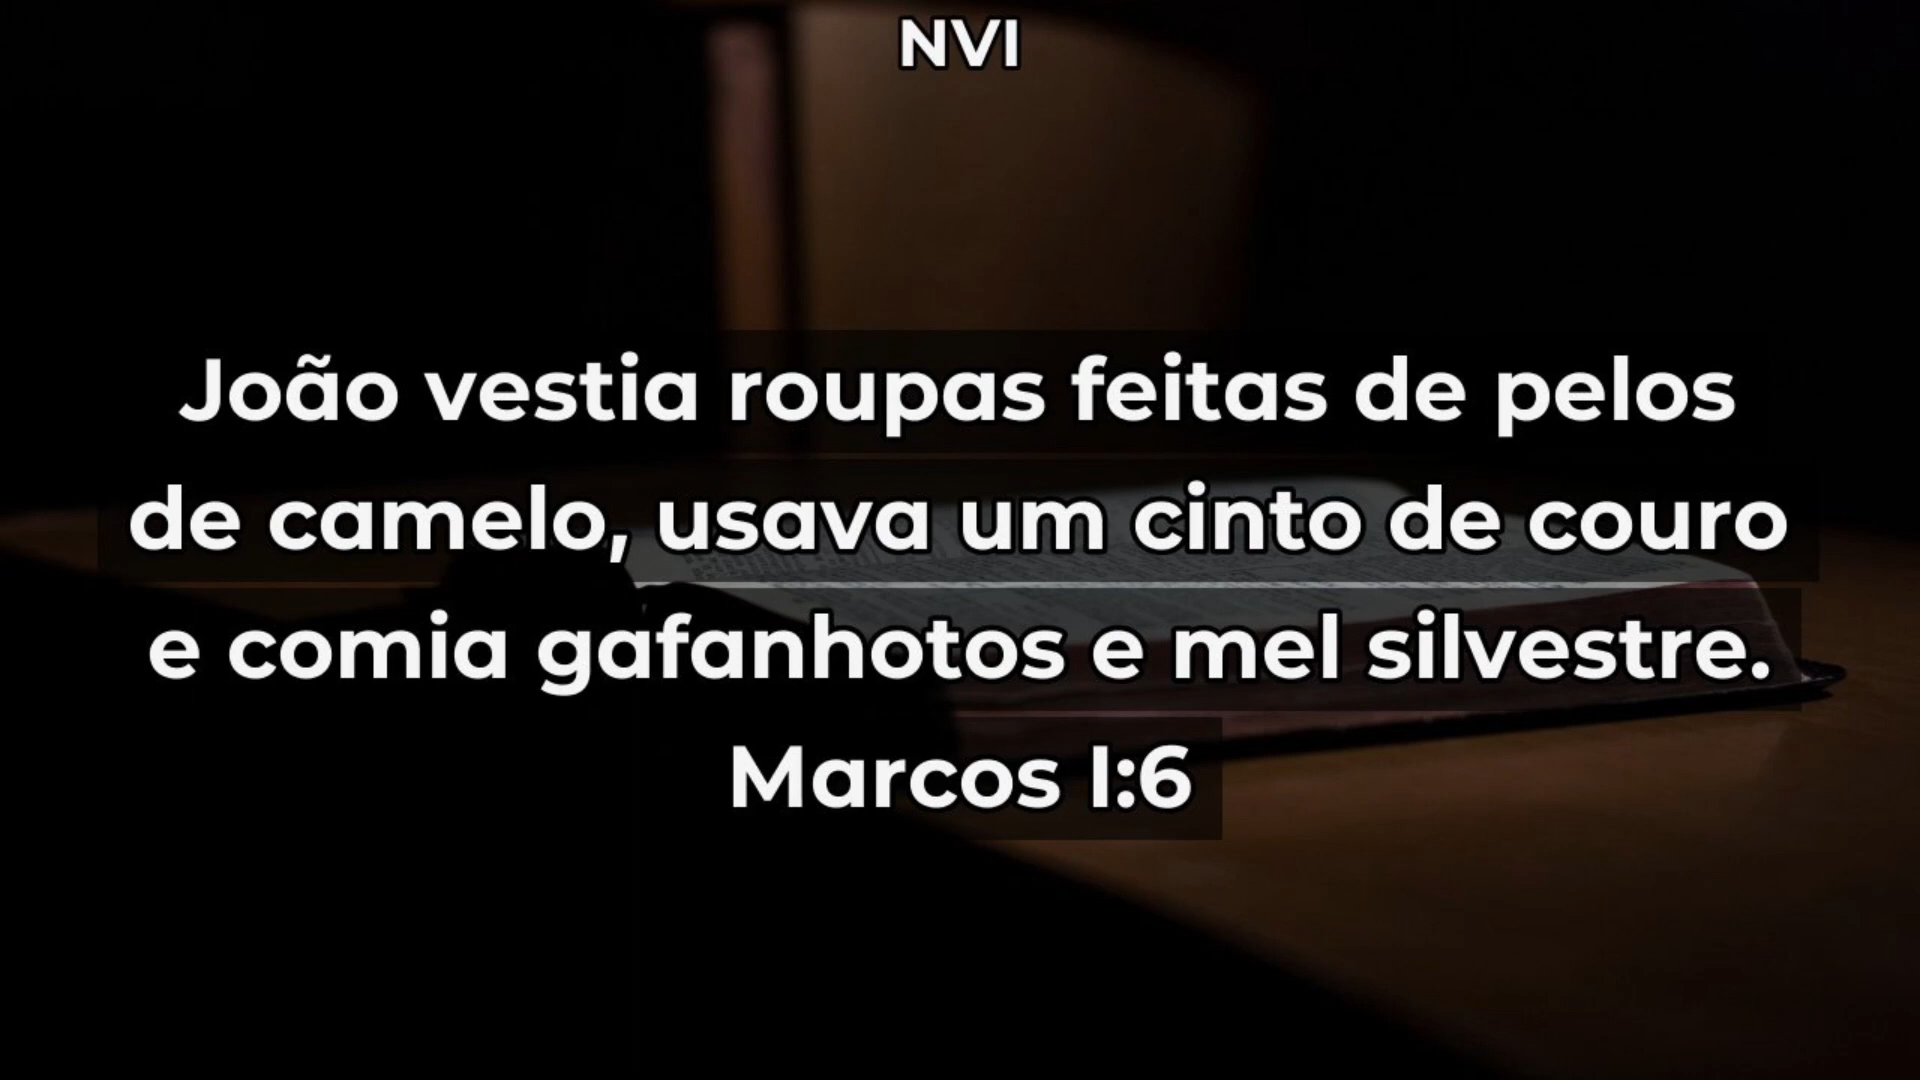 NVI
João vestia roupas feitas de pelos
de camelo, usava um cinto de couro
e comia gafanhotos e mel silvestre.
Marcos 1:6